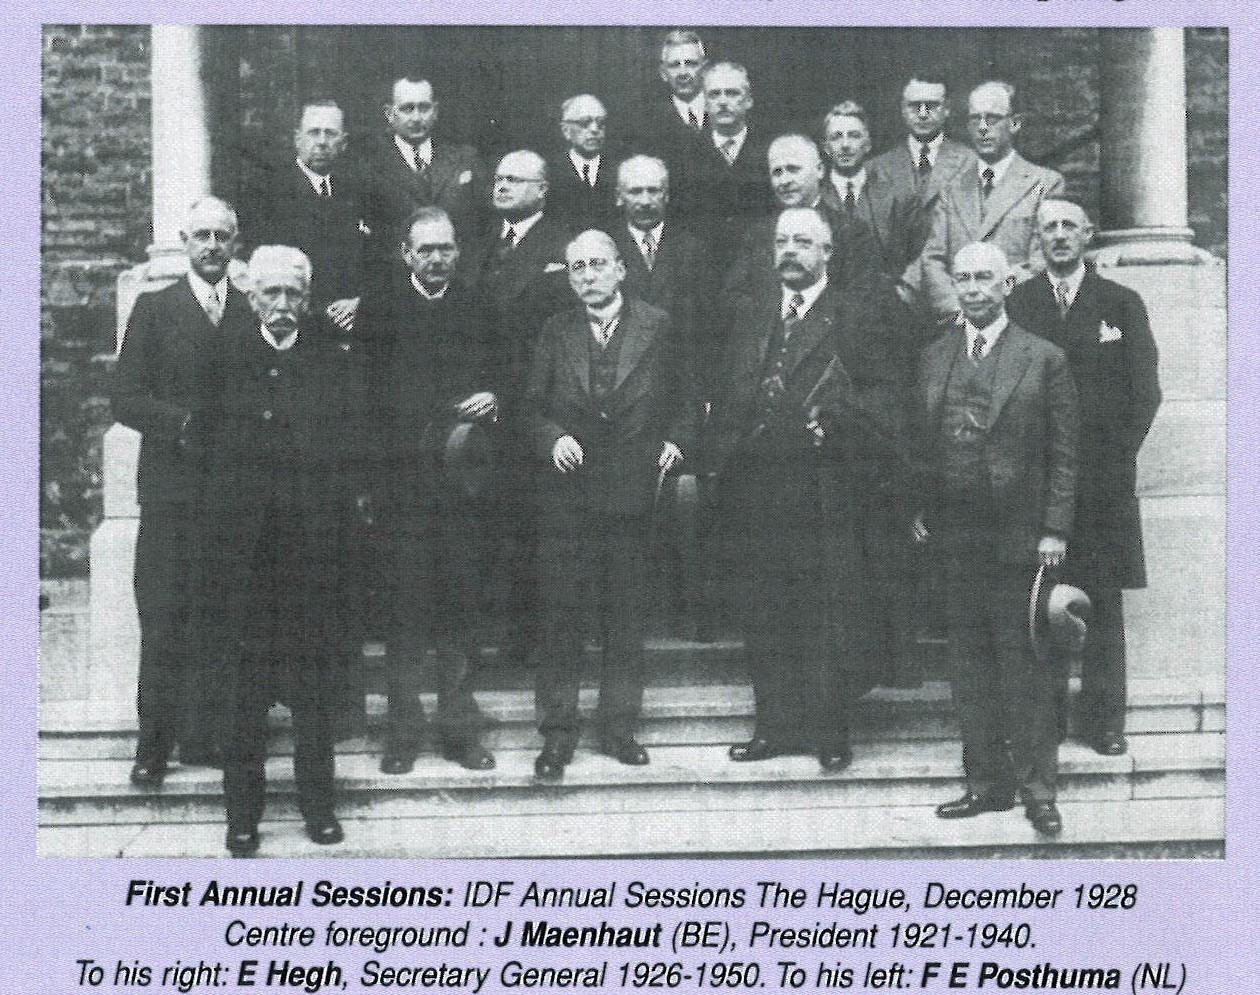 First Annual Sessions: IDF Annual Sessions The Hague, December 1928
Centre foreground : J Maenhaut (BE), President 1921-1940.
To his right: E Hegh, Secretary General 1926-1950. To his left: F E Posthuma (NL)